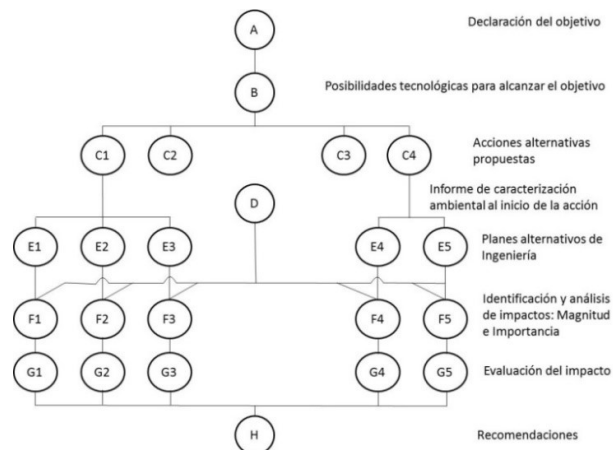 A
Declaración del objetivo
B
Posibilidades tecnológicas para alcanzar el objetivo
C1
C2
C3
C4
Acciones alternativas
propuestas
D
Informe de caracterización
ambiental al inicio de la acción
E1
E2
E3
E4
E5
Planes alternativos de
Ingeniería
F1
F2
F3
F4
F5
Identificación y análisis
de impactos: Magnitud
e Importancia
G1
G2
G3
G4
G5
Evaluación del impacto
H
Recomendaciones